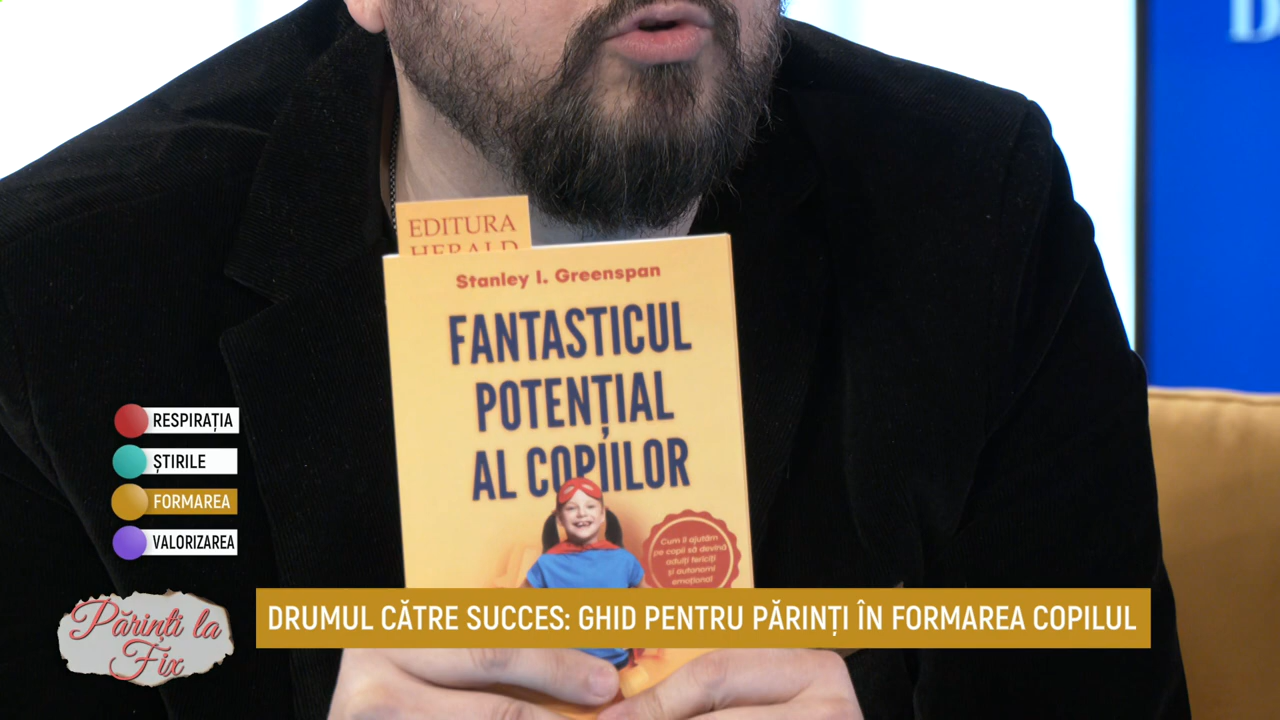 EDITURA
HERALD
Stanley I. Greenspan
FANTASTICUL
POTENȚIAL
AL COPIILOR
Cum îi ajutăm
pe copii să devină
adulți fericiți
și autonomi
emoțional
RESPIRAȚIA
ȘTIRILE
FORMAREA
VALORIZAREA
Părinți la
Fix
DRUMUL CĂTRE SUCCES: GHID PENTRU PĂRINȚI ÎN FORMAREA COPILUL